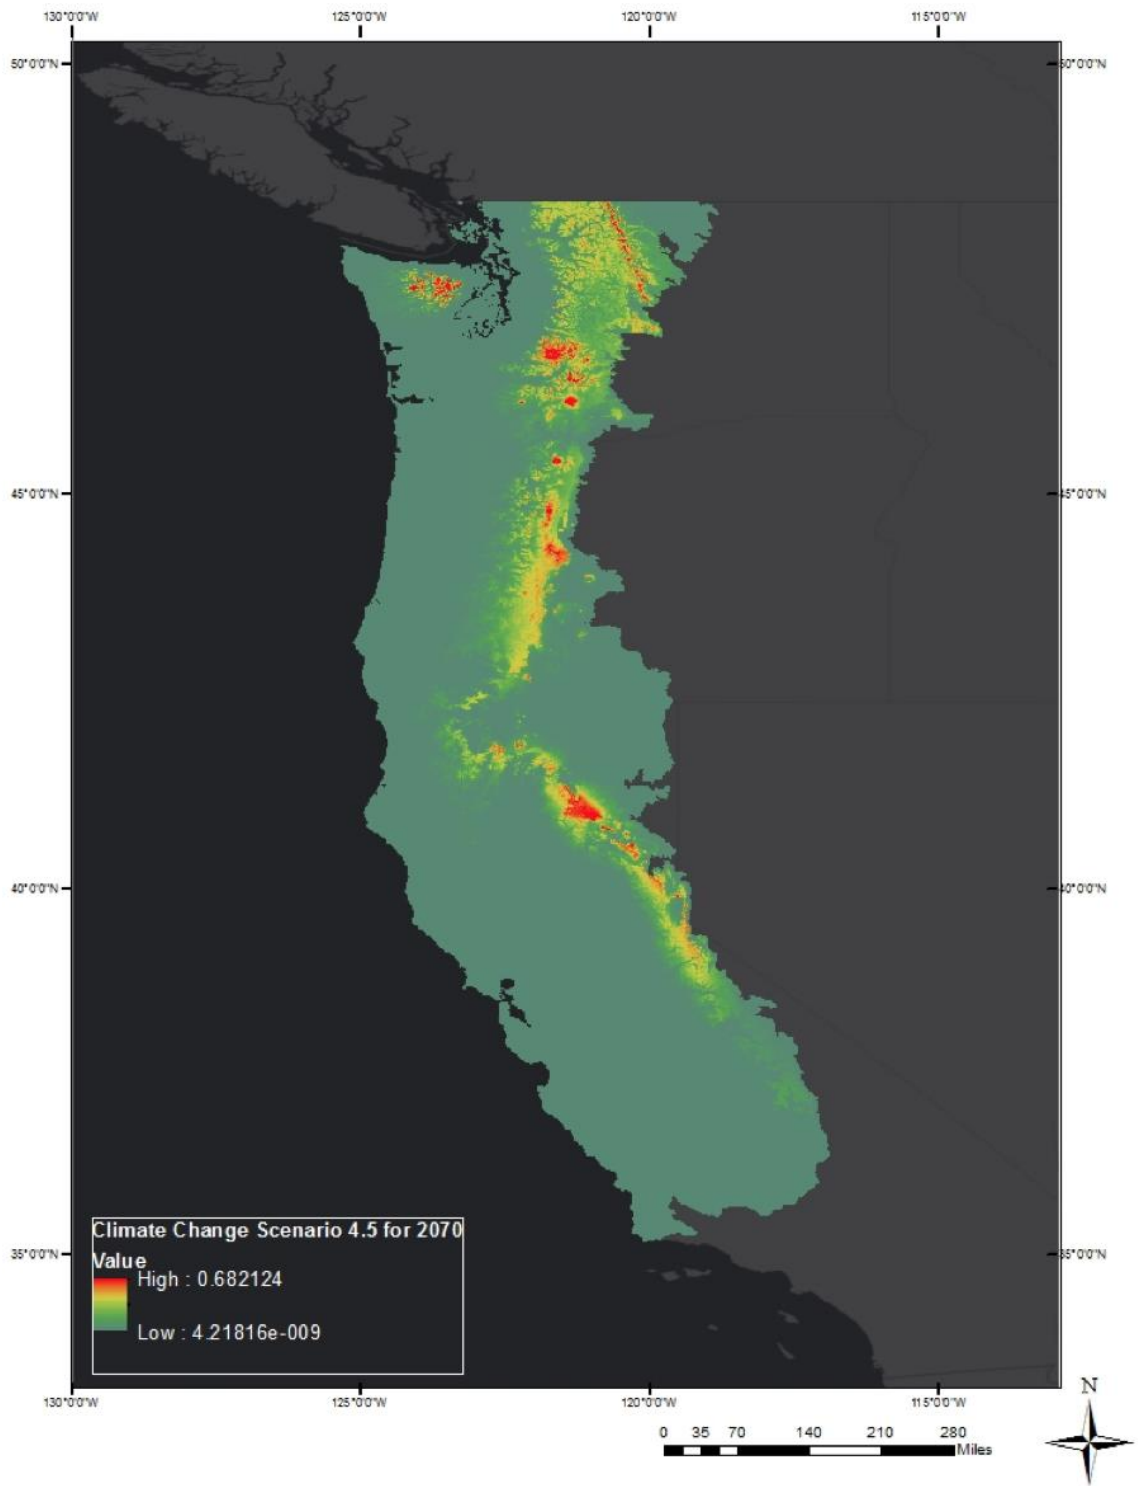 130°0'0"W 125°0'0"W 120°0'0"W 115°0'0"W
50°0'0"N 50°0'0"N
45°0'0"N 45°0'0"N
40°0'0"N 40°0'0"N
Climate Change Scenario 4.5 for 2070
Value
High : 0.682124
Low : 4.21816e-009
35°0'0"N 35°0'0"N
130°0'0"W 125°0'0"W 120°0'0"W 115°0'0"W
N
0 35 70 140 210 280
Miles